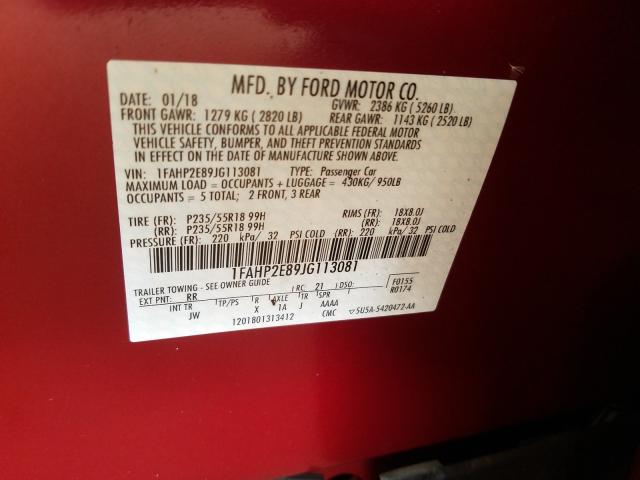 MFD. BY FORD MOTOR CO.
DATE: 01/18 GVWR: 2386 KG ( 5260 LB)
FRONT GAWR: 1279 KG ( 2820 LB) REAR GAWR: 1143 KG ( 2520 LB)
THIS VEHICLE CONFORMS TO ALL APPLICABLE FEDERAL MOTOR
VEHICLE SAFETY, BUMPER, AND THEFT PREVENTION STANDARDS
IN EFFECT ON THE DATE OF MANUFACTURE SHOWN ABOVE.
VIN: 1FAHP2E89JG113081 TYPE: Passenger Car
MAXIMUM LOAD = OCCUPANTS + LUGGAGE = 430KG/ 950LB
OCCUPANTS = 5 TOTAL; 2 FRONT, 3 REAR
TIRE (FR): P235/55R18 99H RIMS (FR): 18X8.0J
TIRE (RR): P235/55R18 99H 18X8.0J
PRESSURE (FR): 220 kPa/ 32 PSI COLD (RR): 220 kPa/ 32 PSI COLD
1FAHP2E89JG113081
TRAILER TOWING - SEE OWNER GUIDE
EXT PNT: RR RC: 21 DSO: F0155
R0174
INT TR TP/PS R AXLE TR SPR
JW X 1A J AAAA
1201801313412 CMC 5U5A-5420472-AA